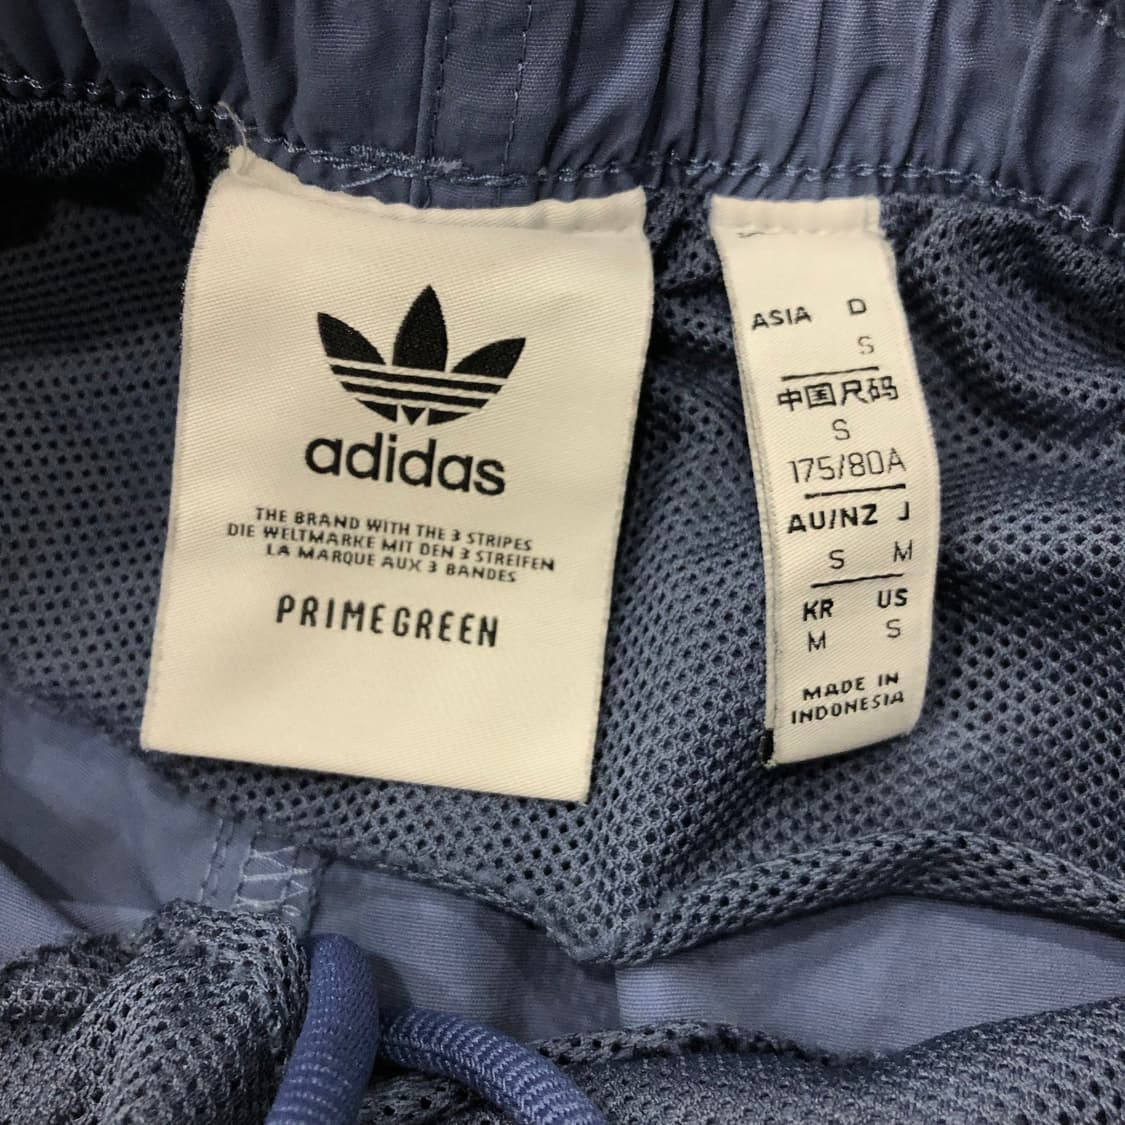 adidas
THE BRAND WITH THE 3 STRIPES
DIE WELTMARKE MIT DEN 3 STREIFEN
LA MARQUE AUX 3 BANDES
PRIMEGREEN
ASIA D
S
中国尺码
S
175/80A
AU/NZ J
S M
KR US
M S
MADE IN
INDONESIA